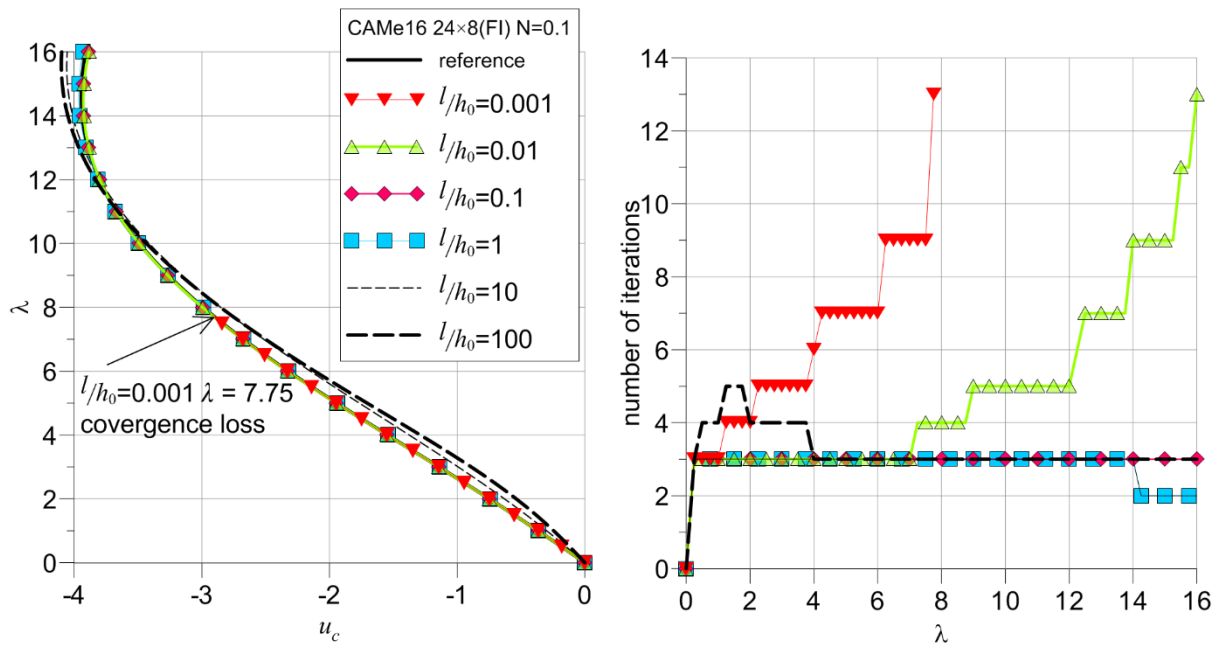 CAMe16 24×8(FI) N=0.1
reference
l/h0=0.001
l/h0=0.01
l/h0=0.1
l/h0=1
l/h0=10
l/h0=100
16
14
12
10
8
6
4
2
0
λ
l/h0=0.001 λ = 7.75
covergence loss
-4 -3 -2 -1 0
uc
14
12
10
8
6
4
2
0
number of iterations
0 2 4 6 8 10 12 14 16
λ